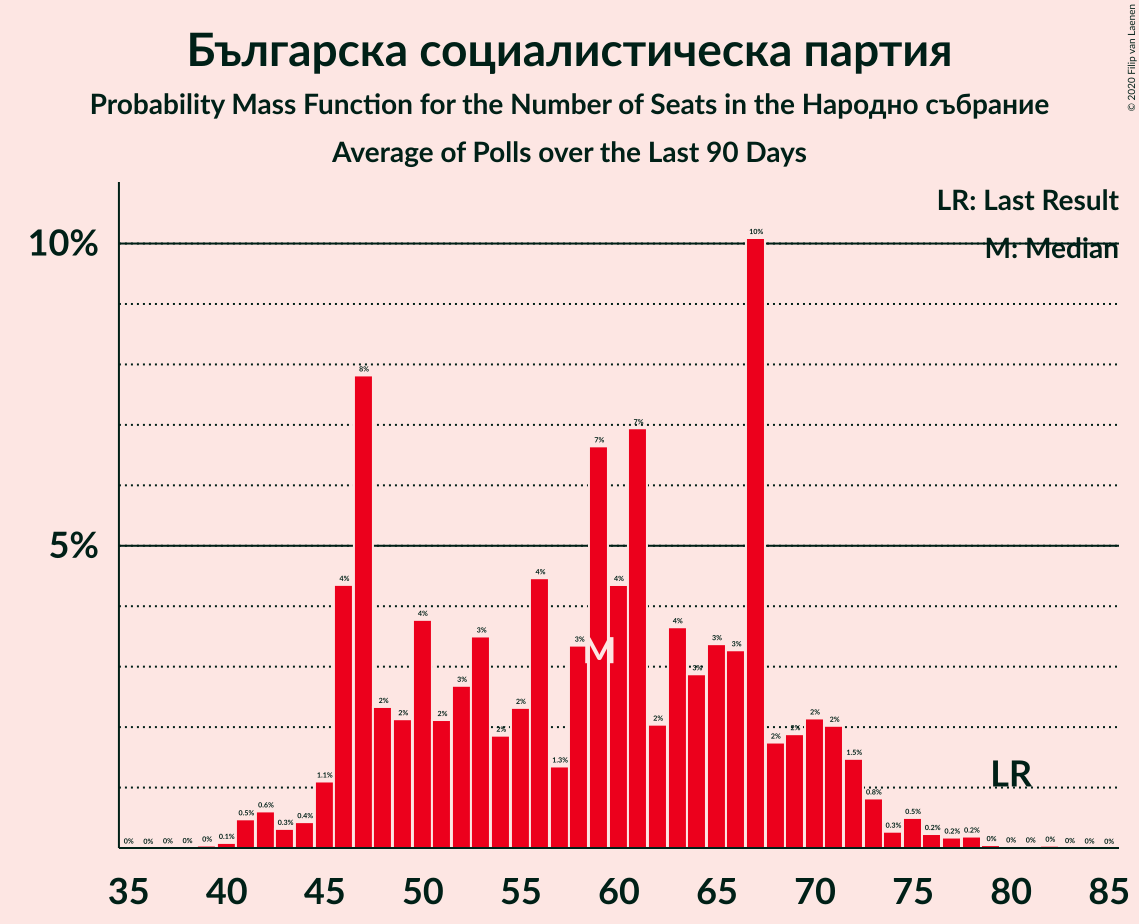 Българска социалистическа партия
Probability Mass Function for the Number of Seats in the Народно събрание
Average of Polls over the Last 90 Days
© 2020 Filip van Laenen
LR: Last Result
M: Median
10%
5%
0% 0% 0% 0% 0% 0.1% 0.5% 0.6% 0.3% 0.4% 1.1% 4% 8% 2% 2% 4% 2% 3% 3% 2% 2% 4% 1.3% 3% 7% 4% 7% 2% 4% 3% 3% 3% 10% 2% 2% 2% 2% 1.5% 0.8% 0.3% 0.5% 0.2% 0.2% 0.2% 0% 0% 0% 0% 0% 0% 0%
M
LR
35 40 45 50 55 60 65 70 75 80 85